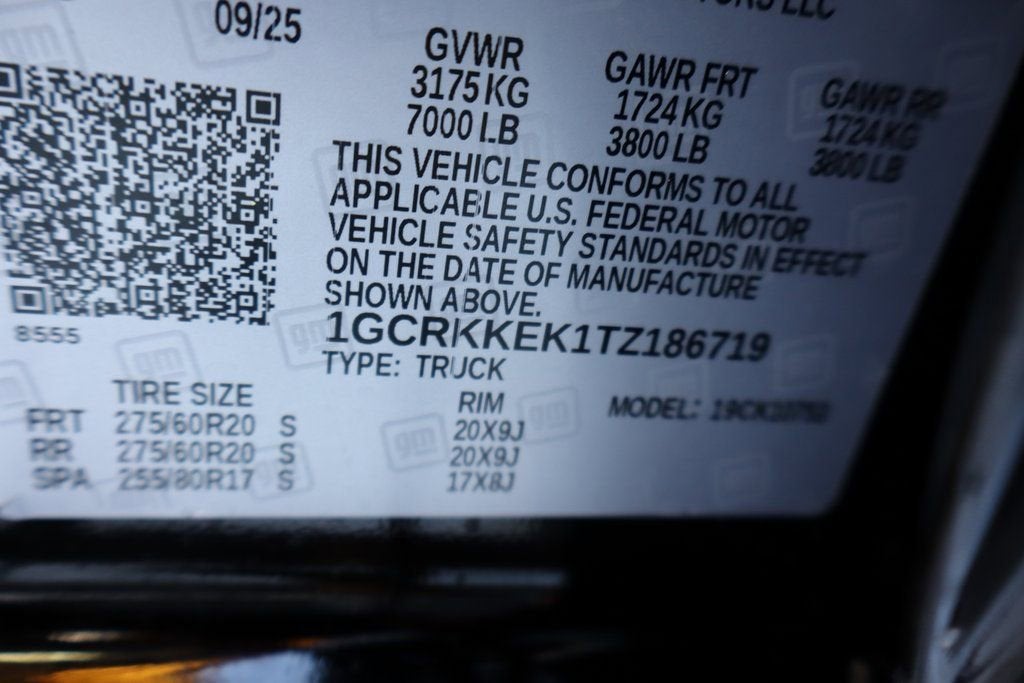 09/25
LLC
GVWR
3175 KG
7000 LB
GAWR FRT
1724 KG
3800 LB
GAWR RR
1724 KG
3800 LB
THIS VEHICLE CONFORMS TO ALL
APPLICABLE U.S. FEDERAL MOTOR
VEHICLE SAFETY STANDARDS IN EFFECT
ON THE DATE OF MANUFACTURE
SHOWN ABOVE.
8555
1GCRKKEK1TZ186719
TYPE: TRUCK
TIRE SIZE RIM MODEL:
FRT 275/60R20 S 20X9J
RR 275/60R20 S 20X9J
SPA 255/80R17 S 17X8J
gm